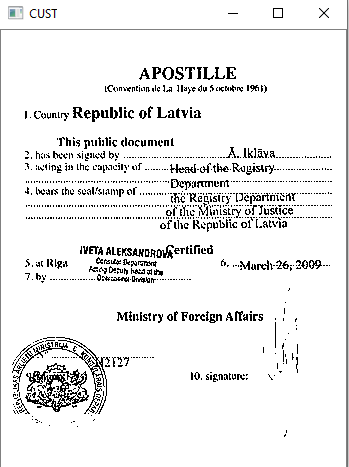 CUST
APOSTILLE
(Convention de La Haye du 5 octobre 1961)
1. Country Republic of Latvia
This public document
2. has been signed by Ā. Iklāva
3. acting in the capacity of Head of the Registry
Department
4. bears the seal/stamp of the Registry Department
of the Ministry of Justice
of the Republic of Latvia
Certified
IVETA ALEKSANDROVA
Consular Department
Acting Deputy Head of the
5. at Riga
6. March 26, 2009
7. by
Ministry of Foreign Affairs
2127
10. signature: